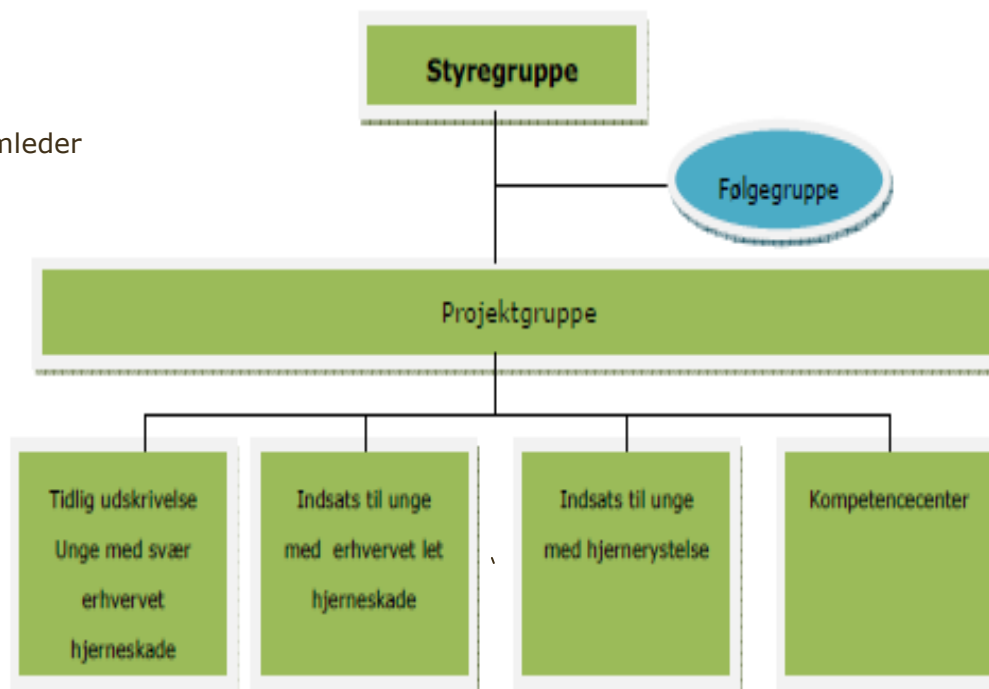 Styregruppe
mleder
Følgegruppe
Projektgruppe
Tidlig udskrivelse
Unge med svær
erhvervet
hjerneskade
Indsats til unge
med erhvervet let
hjerneskade
Indsats til unge
med hjernerystelse
Kompetencecenter